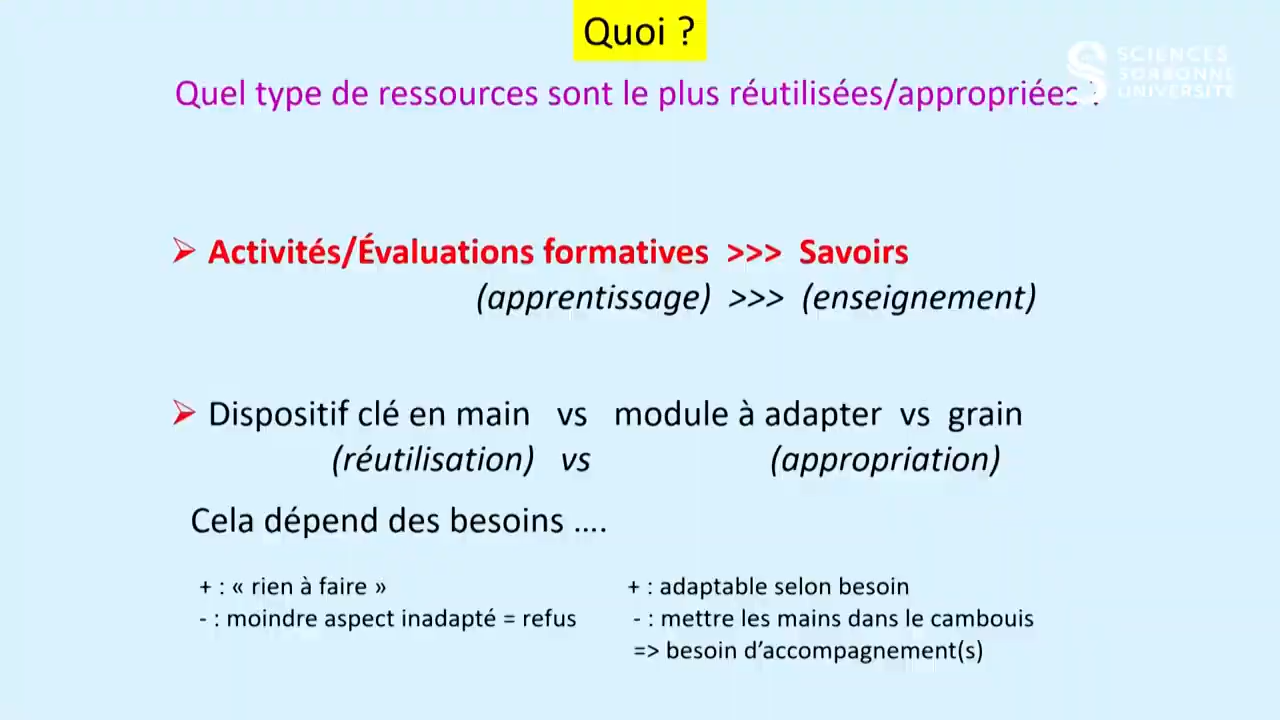 Quoi ?
Quel type de ressources sont le plus réutilisées/appropriées ?
SCIENCES
SORBONNE
UNIVERSITÉ
➢ Activités/Évaluations formatives >>> Savoirs
(apprentissage) >>> (enseignement)
➢ Dispositif clé en main vs module à adapter vs grain
(réutilisation) vs (appropriation)
Cela dépend des besoins ….
+ : « rien à faire » + : adaptable selon besoin
- : moindre aspect inadapté = refus - : mettre les mains dans le cambouis
=> besoin d’accompagnement(s)